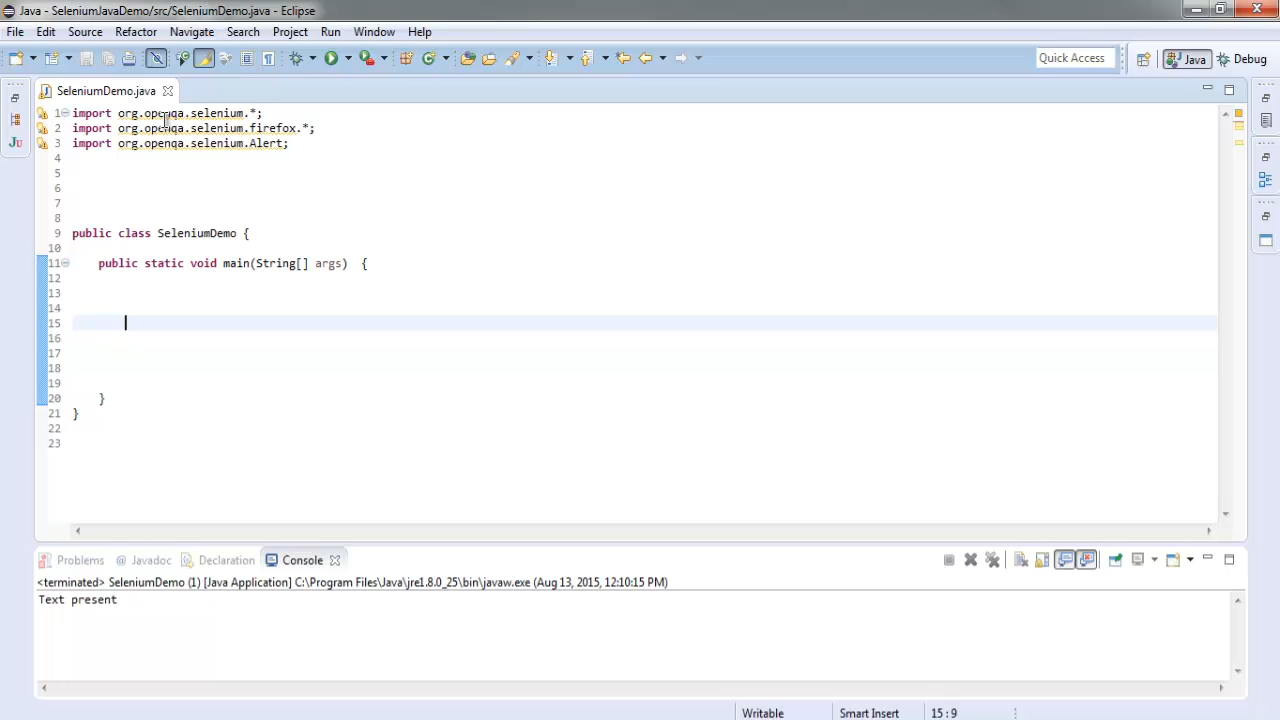 Java - SeleniumJavaDemo/src/SeleniumDemo.java - Eclipse
File Edit Source Refactor Navigate Search Project Run Window Help
Quick Access Java Debug
SeleniumDemo.java
1 import org.openqa.selenium.*;
2 import org.openqa.selenium.firefox.*;
3 import org.openqa.selenium.Alert;
4
5
6
7
8
9 public class SeleniumDemo {
10
11 public static void main(String[] args) {
12
13
14
15
16
17
18
19
20 }
21 }
22
23
Problems @ Javadoc Declaration Console
<terminated> SeleniumDemo (1) [Java Application] C:\Program Files\Java\jre1.8.0_25\bin\javaw.exe (Aug 13, 2015, 12:10:15 PM)
Text present
Writable Smart Insert 15:9